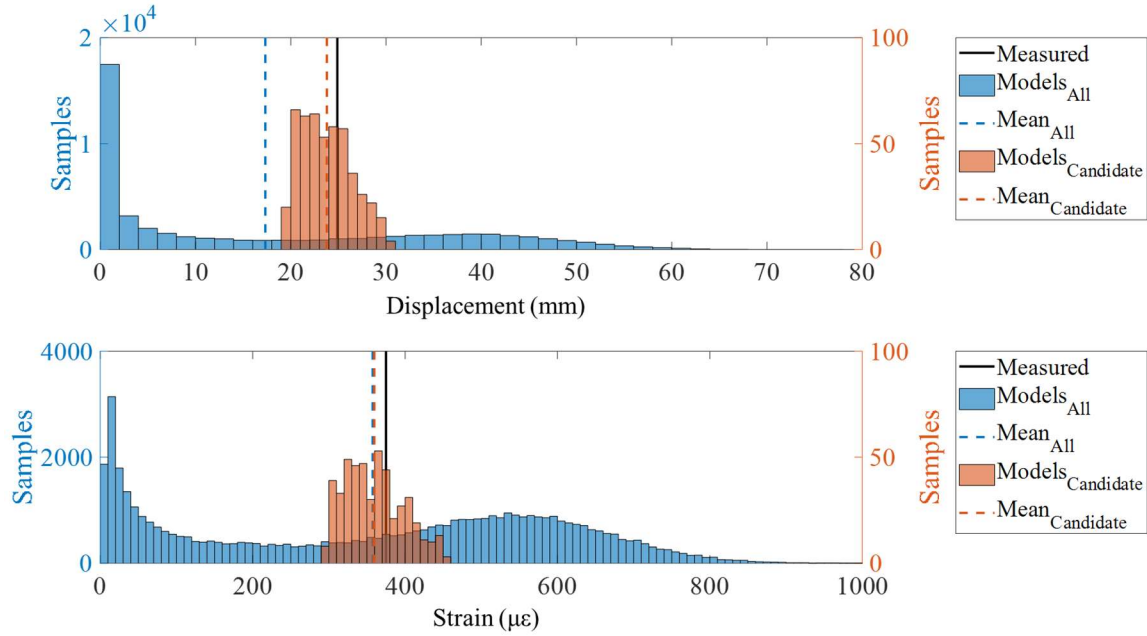 ×10⁴
2
1
0
Samples
100
50
0
Samples
0 10 20 30 40 50 60 70 80
Displacement (mm)
Measured
Models_All
Mean_All
Models_Candidate
Mean_Candidate
4000
2000
0
Samples
100
50
0
Samples
0 200 400 600 800 1000
Strain (με)
Measured
Models_All
Mean_All
Models_Candidate
Mean_Candidate